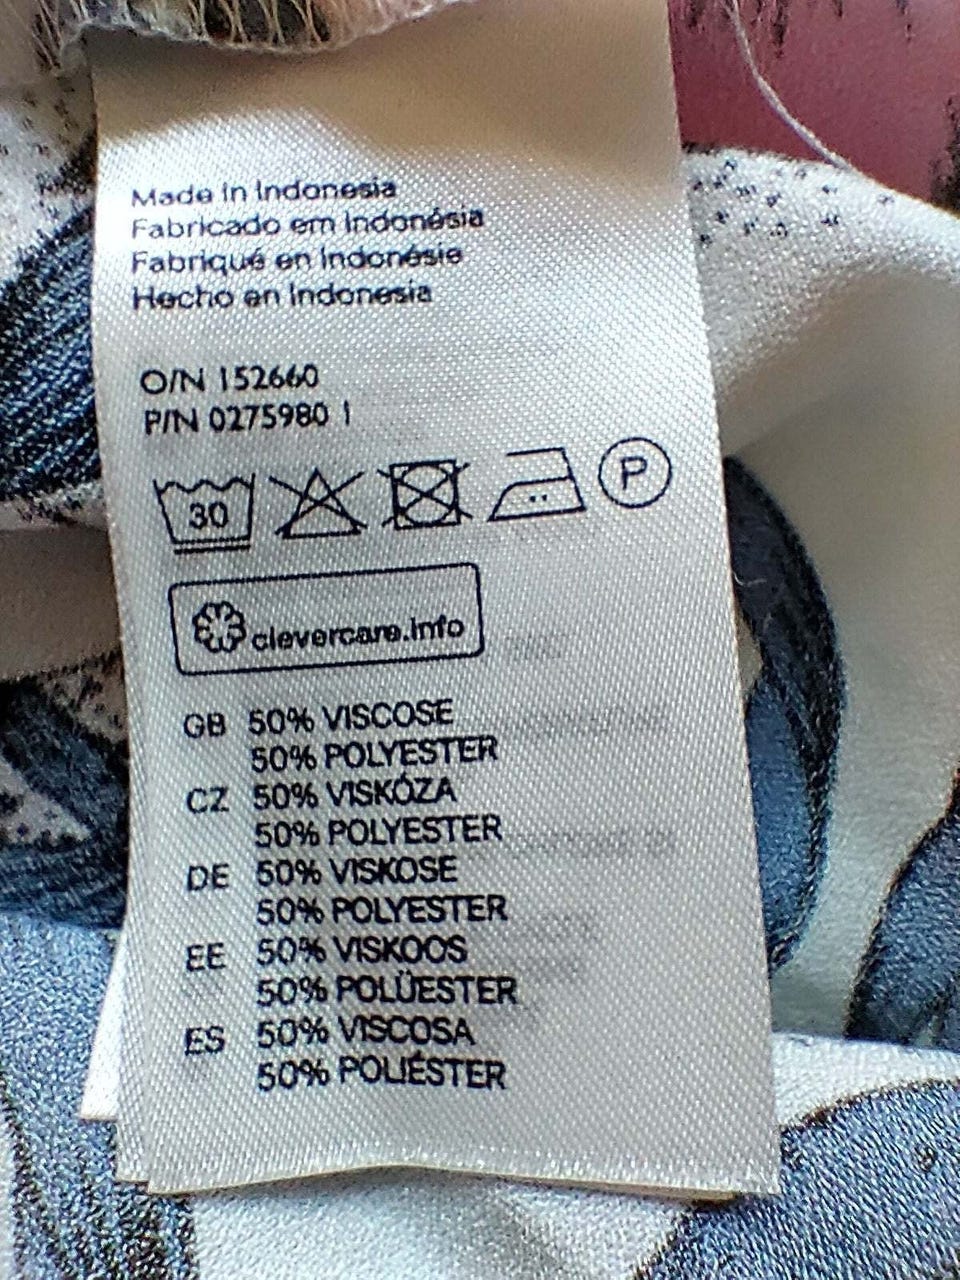 Made in Indonesia
Fabricado em Indonésia
Fabriqué en Indonésie
Hecho en Indonesia
O/N 152660
P/N 0275980 1
30 P
clevercare.info
GB 50% VISCOSE
50% POLYESTER
CZ 50% VISKÓZA
50% POLYESTER
DE 50% VISKOSE
50% POLYESTER
EE 50% VISKOOS
50% POLÜESTER
ES 50% VISCOSA
50% POLIÉSTER